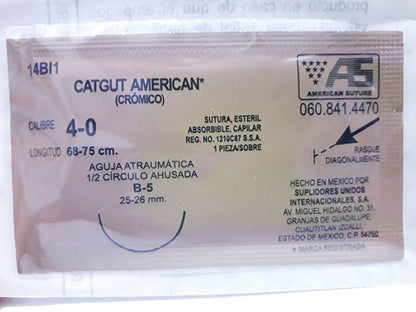 14BI1
CATGUT AMERICAN*
(CRÓMICO)
AS
AMERICAN SUTURE
060.841.4470
CALIBRE 4-0
LONGITUD 68-75 cm.
SUTURA, ESTERIL
ABSORBIBLE, CAPILAR
REG. NO. 1210C87 S.S.A.
1 PIEZA/SOBRE
RASGUE
DIAGONALMENTE
AGUJA ATRAUMÁTICA
1/2 CÍRCULO AHUSADA
B-5
25-26 mm.
HECHO EN MÉXICO POR
SUPLIDORES UNIDOS
INTERNACIONALES, S.A.
AV. MIGUEL HIDALGO NO. 31,
GRANJAS DE GUADALUPE,
CUAUTITLAN IZCALLI,
ESTADO DE MÉXICO, C.P. 54760
* MARCA REGISTRADA